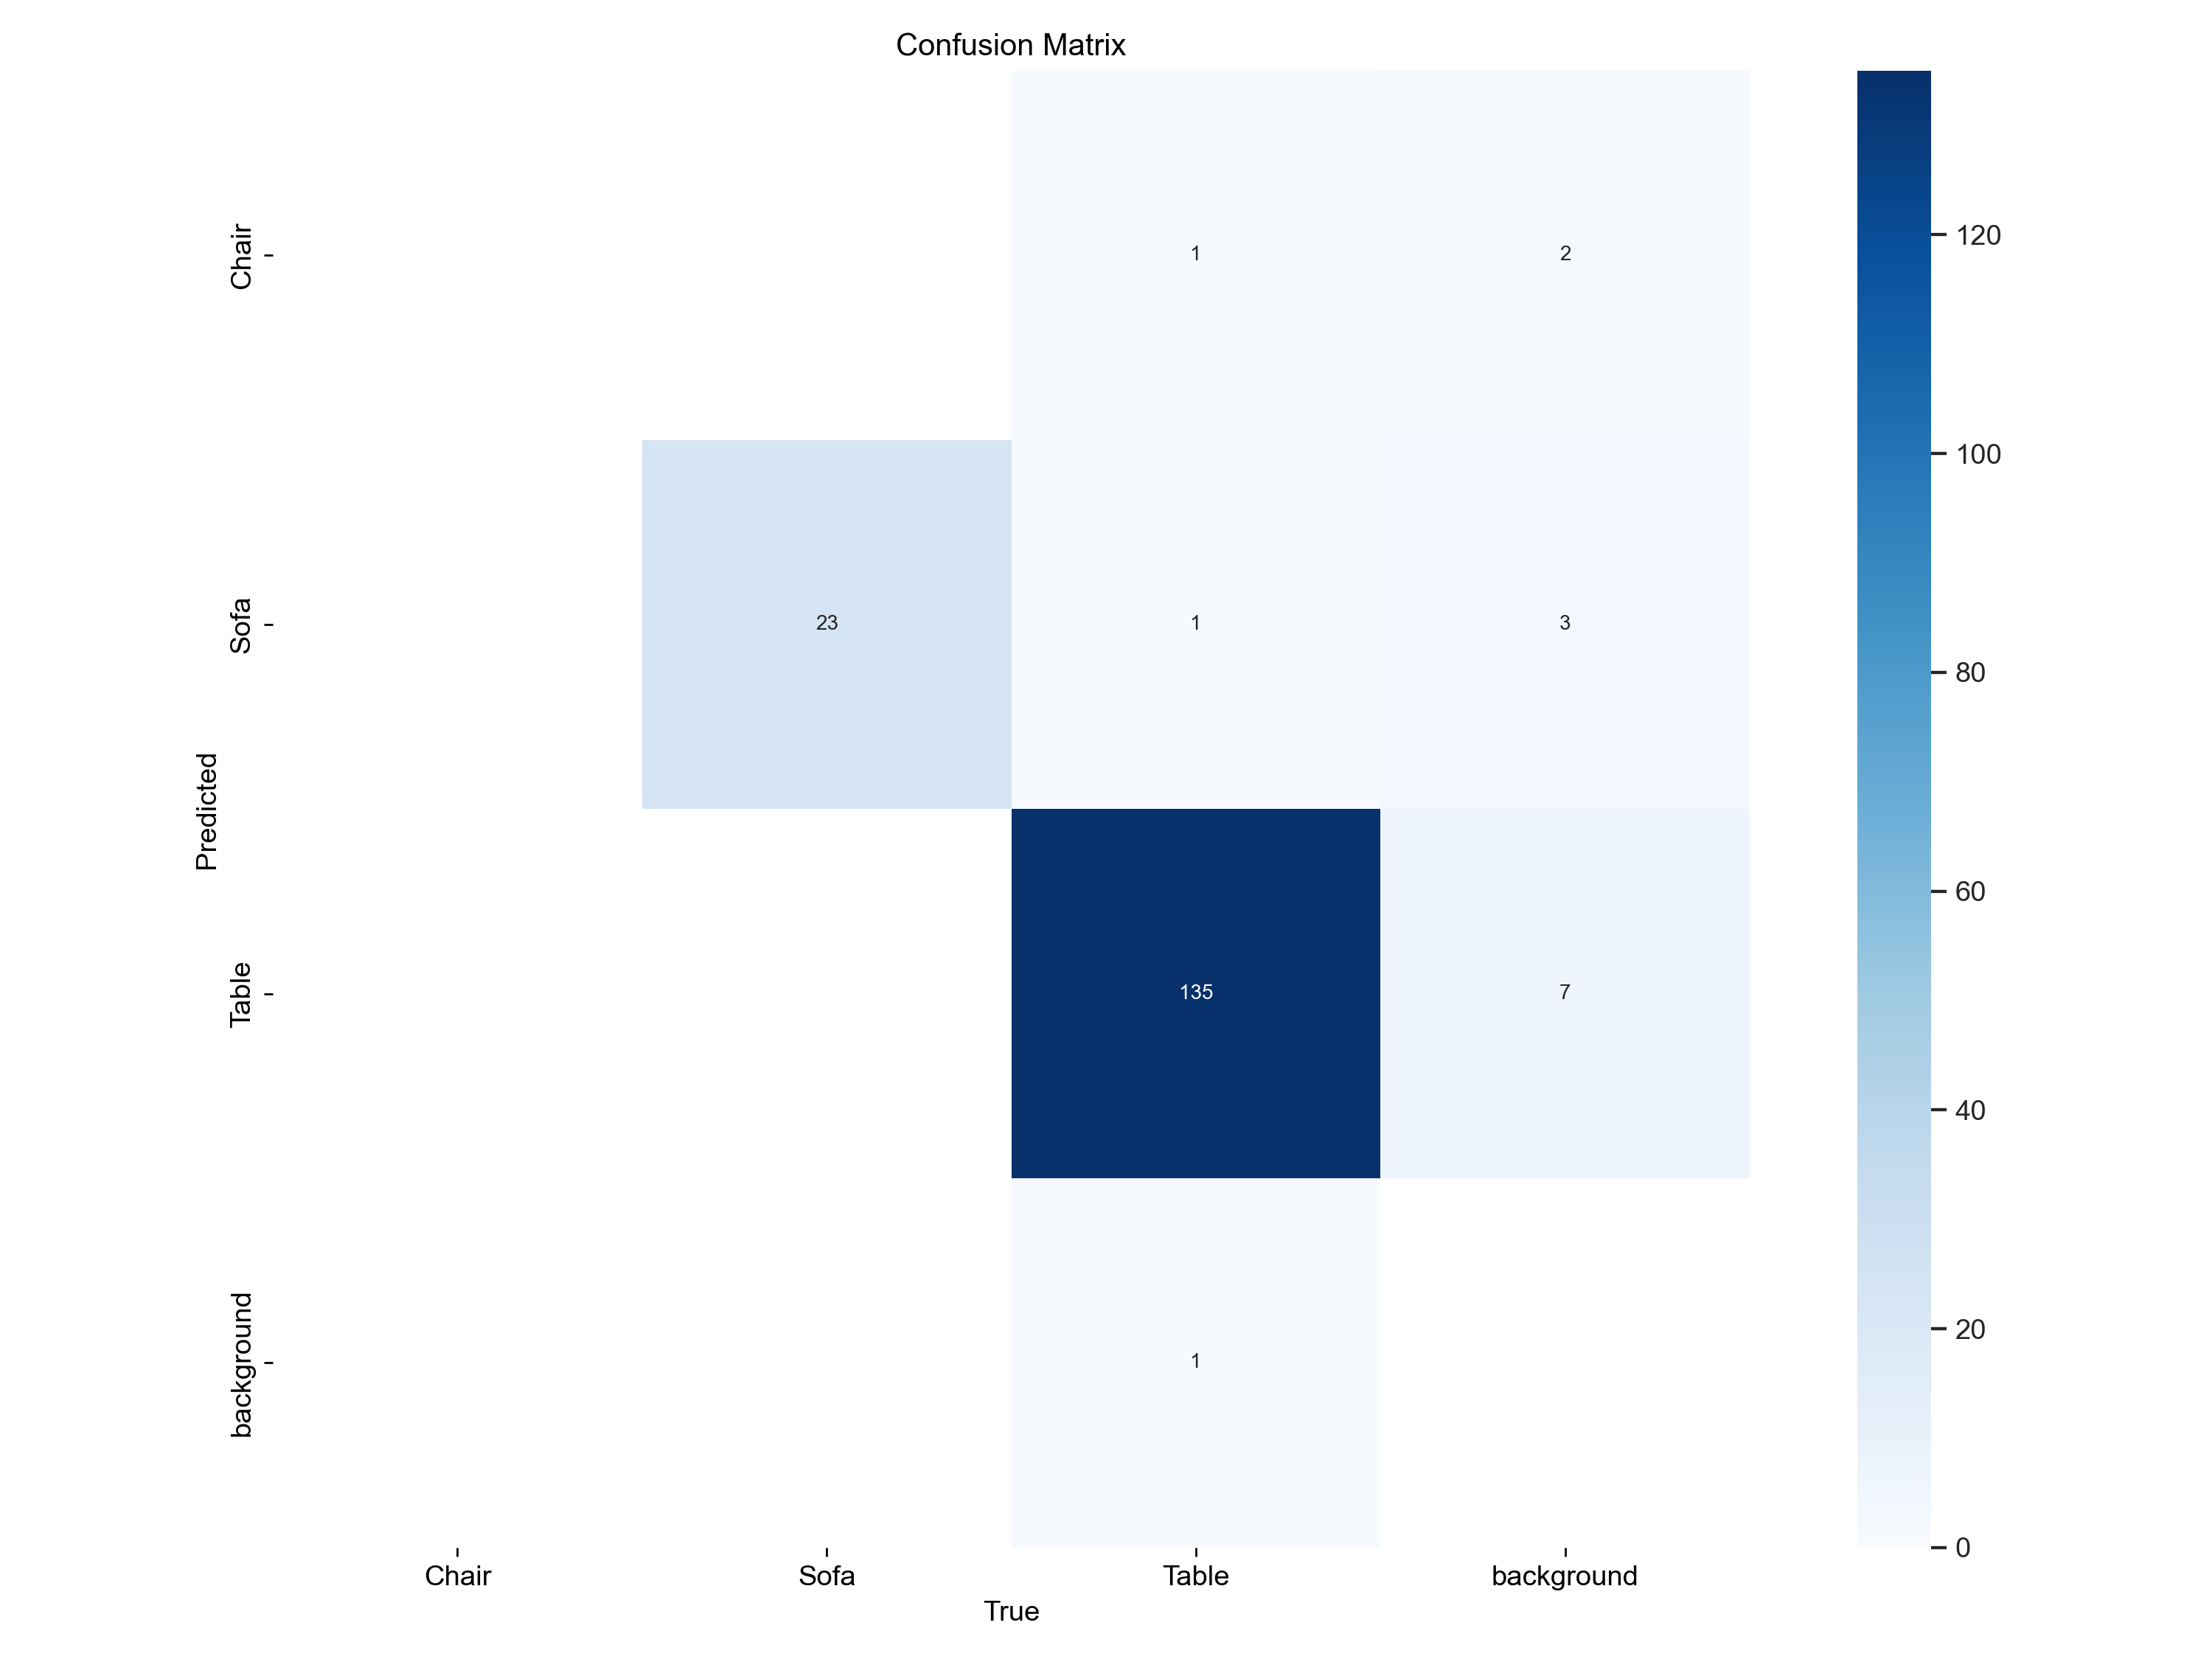 Confusion Matrix
Chair
1
2
120
100
Sofa
23
1
3
80
Predicted
60
Table
135
7
40
background
1
20
0
Chair
Sofa
Table
background
True